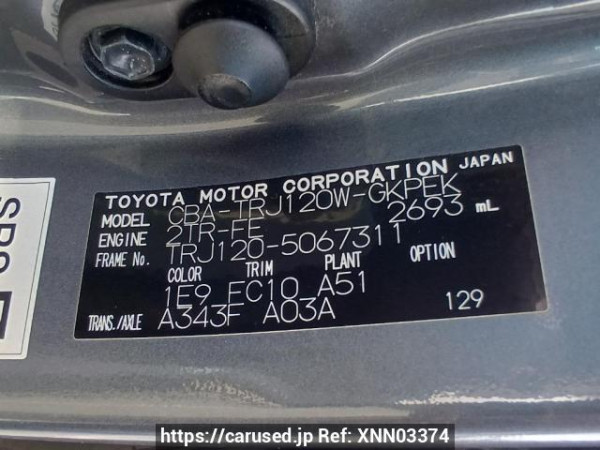 TOYOTA MOTOR CORPORATION JAPAN
MODEL CBA-TRJ120W-GKPEK
ENGINE 2TR-FE 2693 mL
FRAME No. TRJ120-5067311
COLOR TRIM PLANT OPTION
1E9 FC10 A51
TRANS./AXLE A343F A03A 129
https://carused.jp Ref: XNN03374